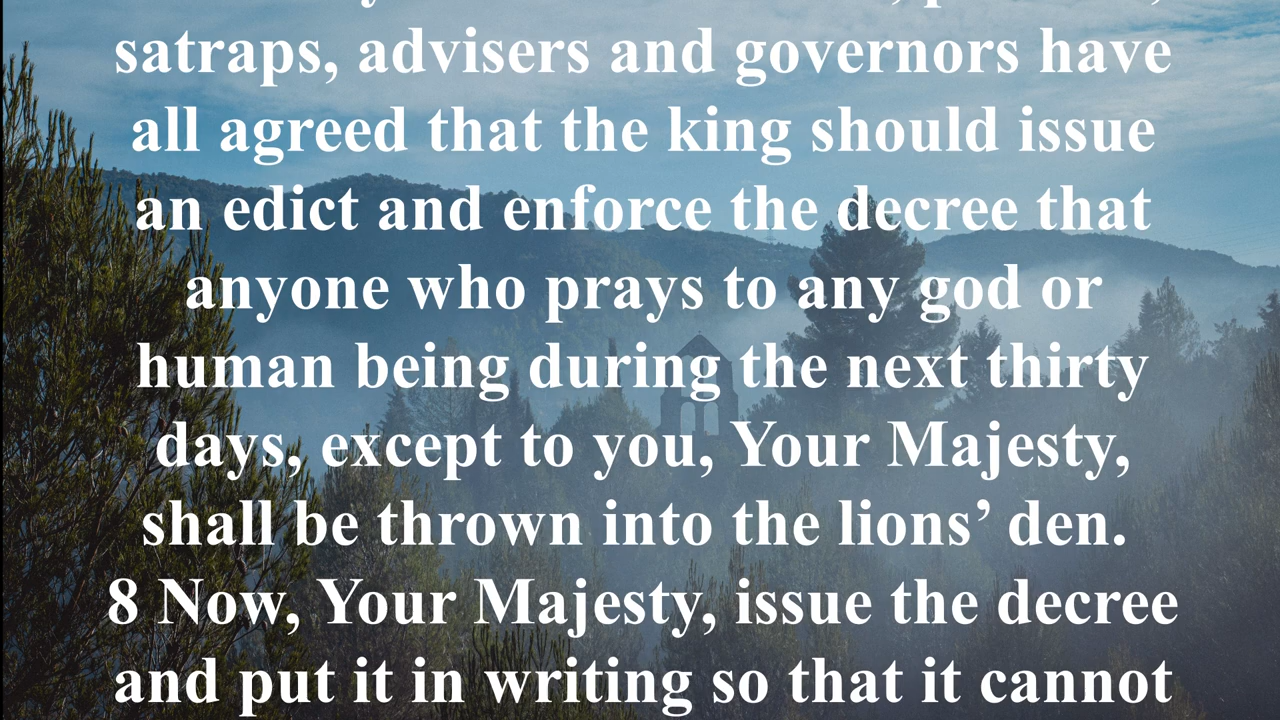 satraps, advisers and governors have
all agreed that the king should issue
an edict and enforce the decree that
anyone who prays to any god or
human being during the next thirty
days, except to you, Your Majesty,
shall be thrown into the lions’ den.
8 Now, Your Majesty, issue the decree
and put it in writing so that it cannot